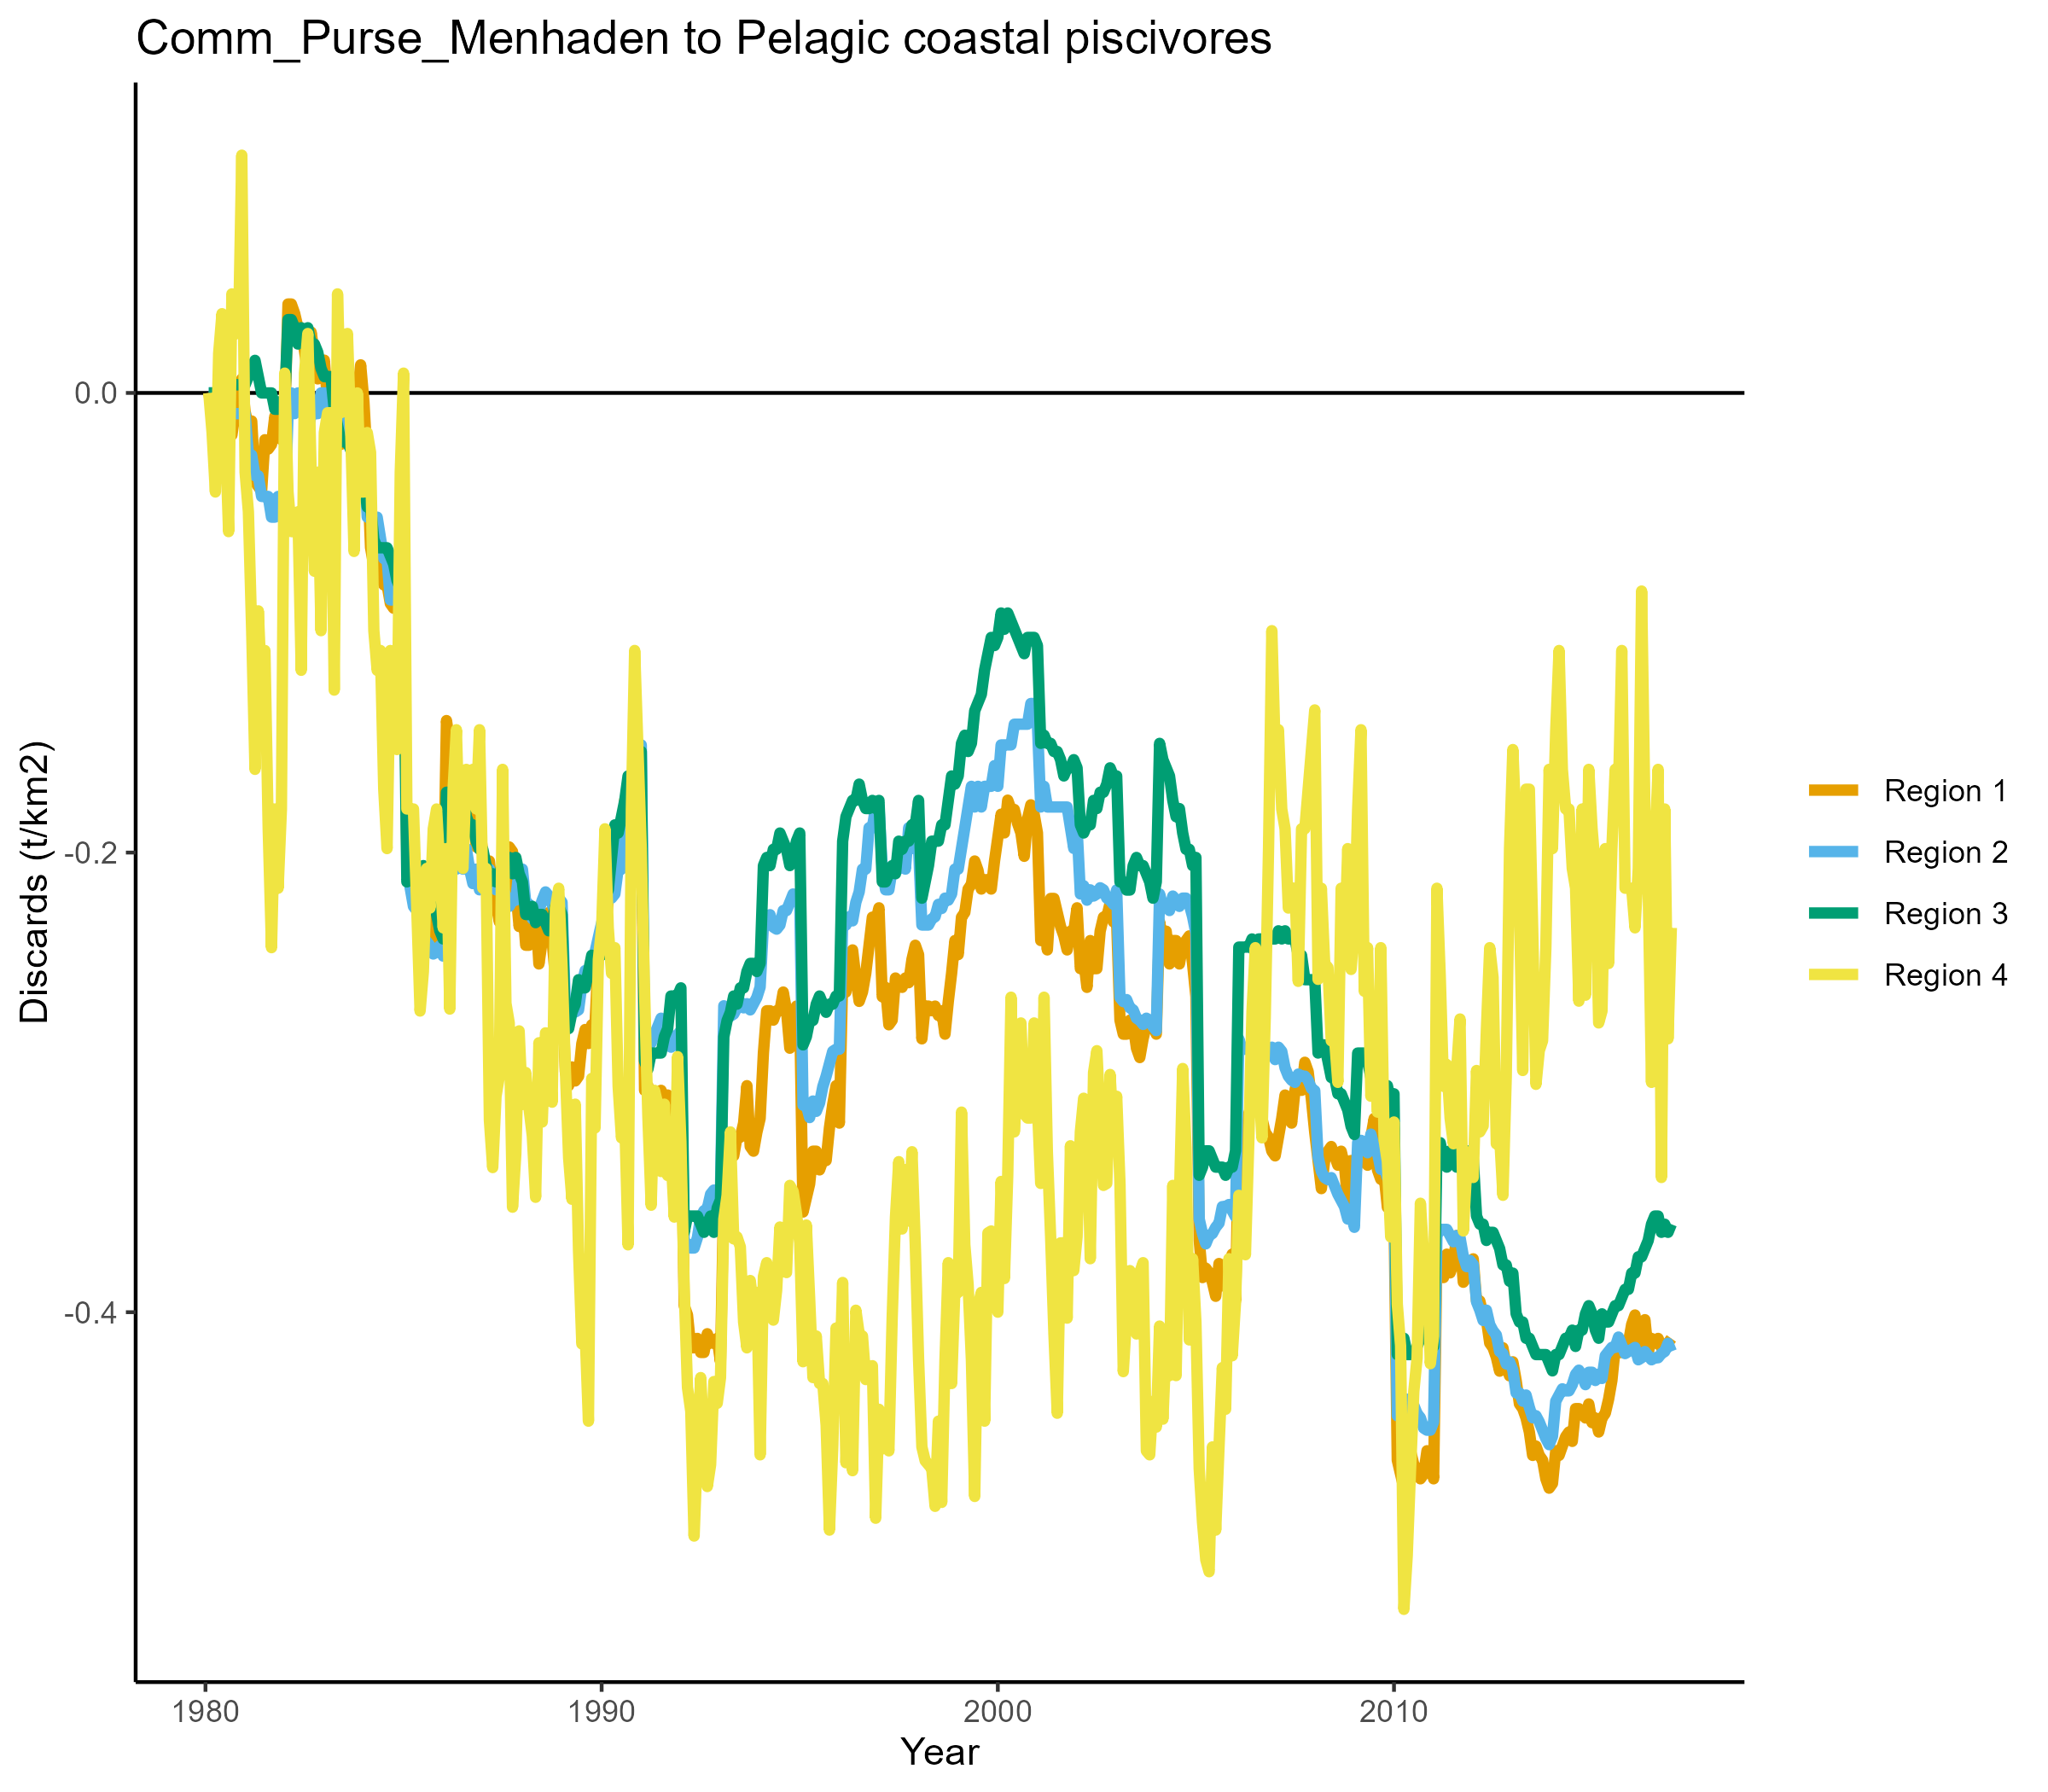 Comm_Purse_Menhaden to Pelagic coastal piscivores
Discards (t/km2)
0.0
-0.2
-0.4
1980
1990
2000
2010
Year
Region 1
Region 2
Region 3
Region 4